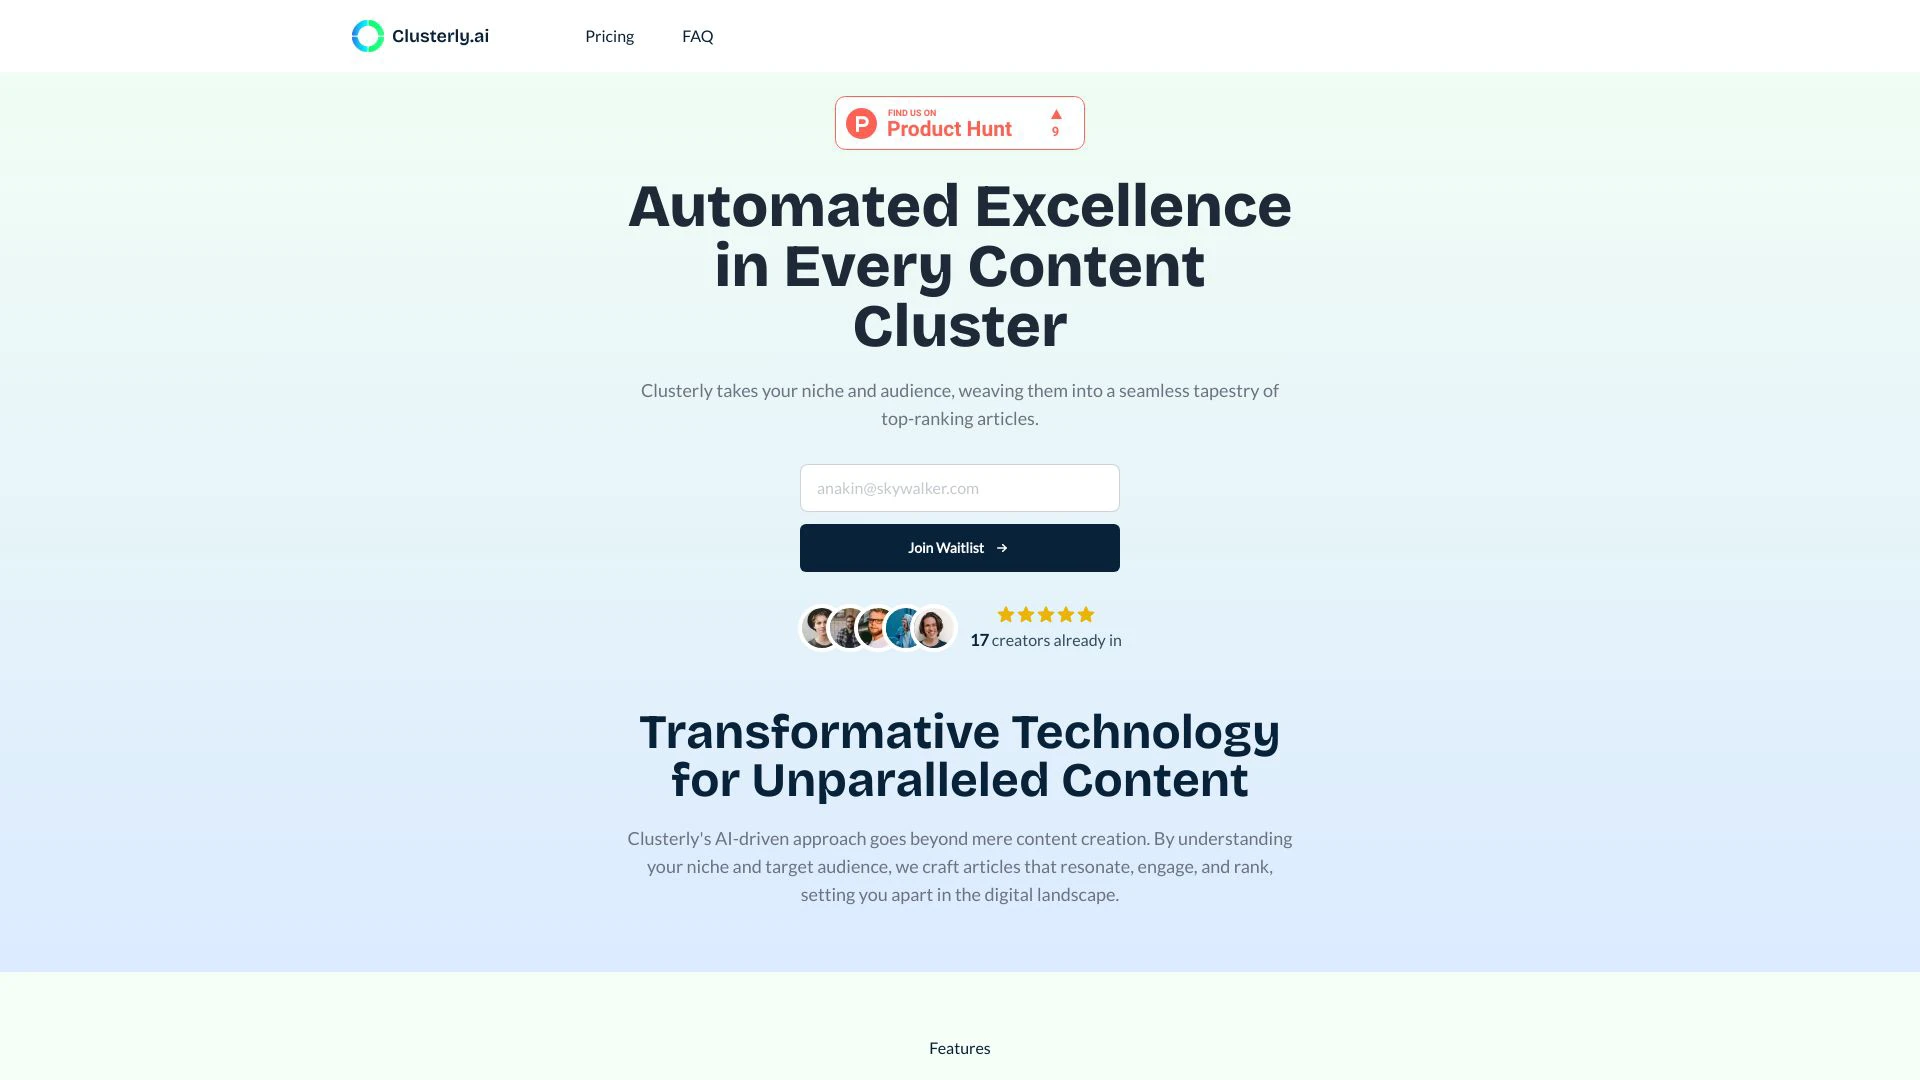 Clusterly.ai
Pricing
FAQ
FIND US ON
Product Hunt
9
Automated Excellence
in Every Content
Cluster
Clusterly takes your niche and audience, weaving them into a seamless tapestry of
top-ranking articles.
anakin@skywalker.com
Join Waitlist →
17 creators already in
Transformative Technology
for Unparalleled Content
Clusterly's AI-driven approach goes beyond mere content creation. By understanding
your niche and target audience, we craft articles that resonate, engage, and rank,
setting you apart in the digital landscape.
Features